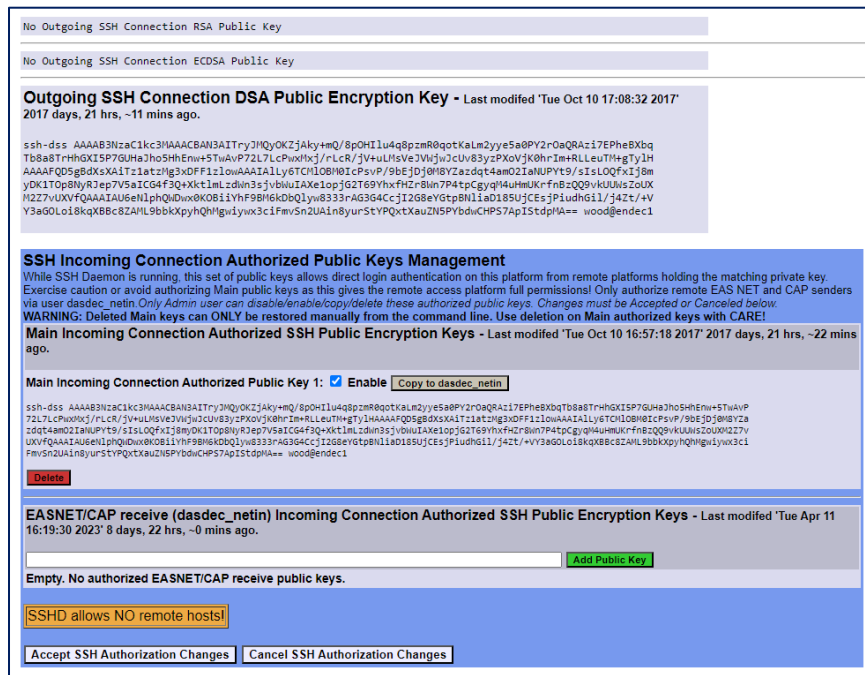 No Outgoing SSH Connection RSA Public Key
No Outgoing SSH Connection ECDSA Public Key
Outgoing SSH Connection DSA Public Encryption Key - Last modifed 'Tue Oct 10 17:08:32 2017'
2017 days, 21 hrs, ~11 mins ago.
ssh-dss
wood@endec1
SSH Incoming Connection Authorized Public Keys Management
While SSH Daemon is running, this set of public keys allows direct login authentication on this platform from remote platforms holding the matching private key.
Exercise caution or avoid authorizing Main public keys as this gives the remote access platform full permissions! Only authorize remote EAS NET and CAP senders
via user dasdec_netin.Only Admin user can disable/enable/copy/delete these authorized public keys. Changes must be Accepted or Canceled below.
WARNING: Deleted Main keys can ONLY be restored manually from the command line. Use deletion on Main authorized keys with CARE!
Main Incoming Connection Authorized SSH Public Encryption Keys - Last modifed 'Tue Oct 10 16:57:18 2017' 2017 days, 21 hrs, ~22 mins
ago.
Main Incoming Connection Authorized Public Key 1: Enable Copy to dasdec_netin
ssh-dss
wood@endec1
Delete
EASNET/CAP receive (dasdec_netin) Incoming Connection Authorized SSH Public Encryption Keys - Last modifed 'Tue Apr 11
16:19:30 2023' 8 days, 22 hrs, ~0 mins ago.
Add Public Key
Empty. No authorized EASNET/CAP receive public keys.
SSHD allows NO remote hosts!
Accept SSH Authorization Changes Cancel SSH Authorization Changes